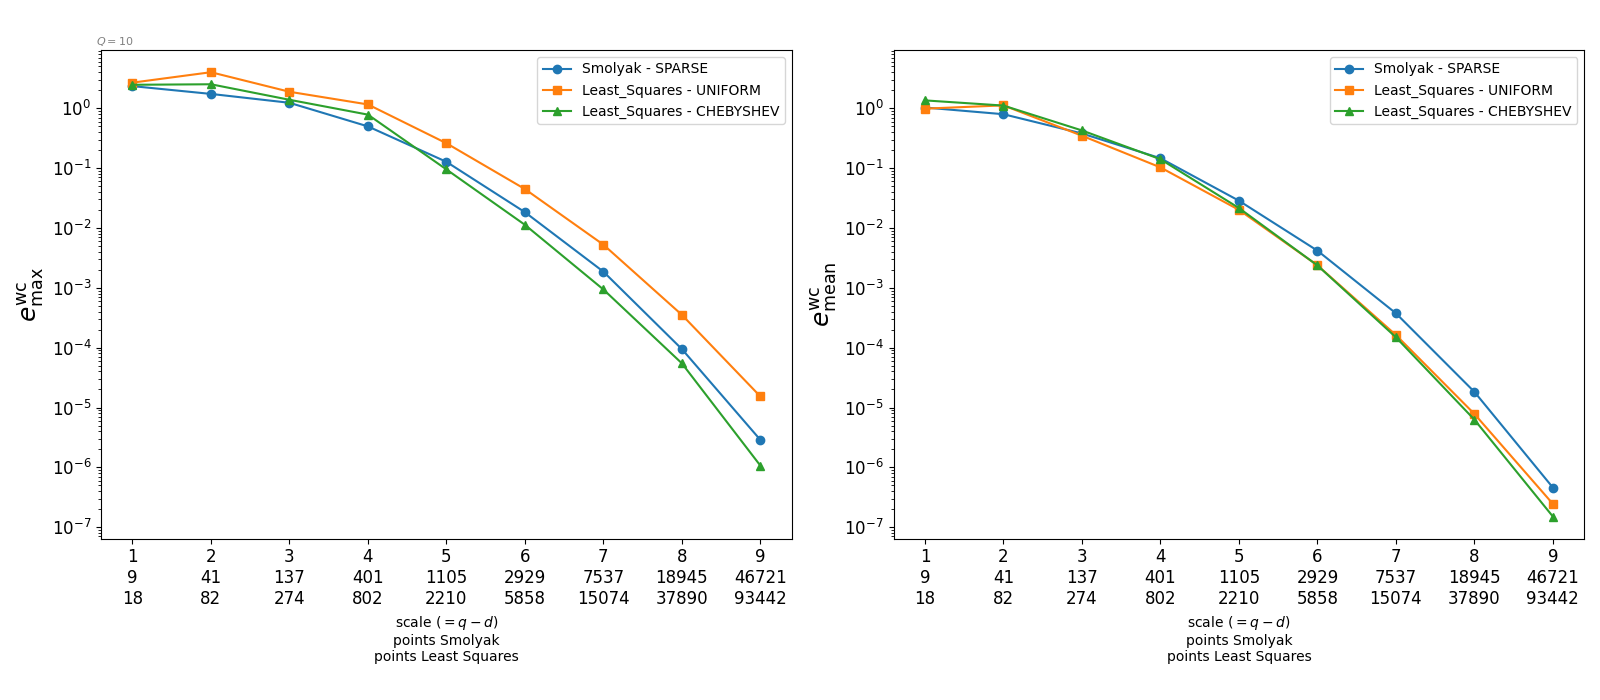 Q = 10
Smolyak - SPARSE
Least_Squares - UNIFORM
Least_Squares - CHEBYSHEV
10⁰
10⁻¹
10⁻²
10⁻³
10⁻⁴
10⁻⁵
10⁻⁶
10⁻⁷
e^wc_max
1 2 3 4 5 6 7 8 9
9 41 137 401 1105 2929 7537 18945 46721
18 82 274 802 2210 5858 15074 37890 93442
scale (= q − d)
points Smolyak
points Least Squares
Smolyak - SPARSE
Least_Squares - UNIFORM
Least_Squares - CHEBYSHEV
10⁰
10⁻¹
10⁻²
10⁻³
10⁻⁴
10⁻⁵
10⁻⁶
10⁻⁷
e^wc_mean
1 2 3 4 5 6 7 8 9
9 41 137 401 1105 2929 7537 18945 46721
18 82 274 802 2210 5858 15074 37890 93442
scale (= q − d)
points Smolyak
points Least Squares